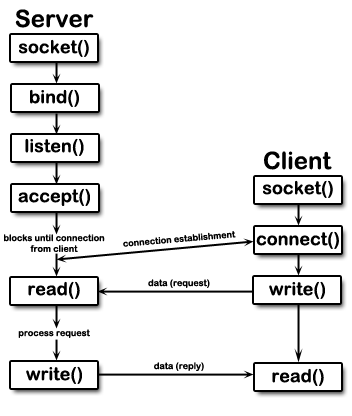 Server
socket()
bind()
listen()
accept()
blocks until connection
from client
read()
process request
write()
Client
socket()
connect()
write()
read()
connection establishment
data (request)
data (reply)